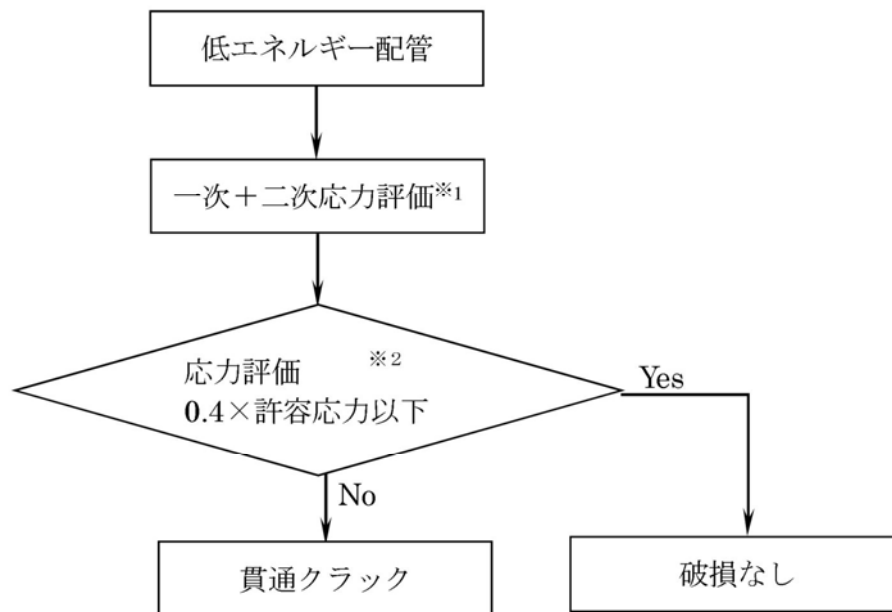 低エネルギー配管
一次＋二次応力評価※1
応力評価 ※2
0.4×許容応力以下
Yes
No
貫通クラック
破損なし